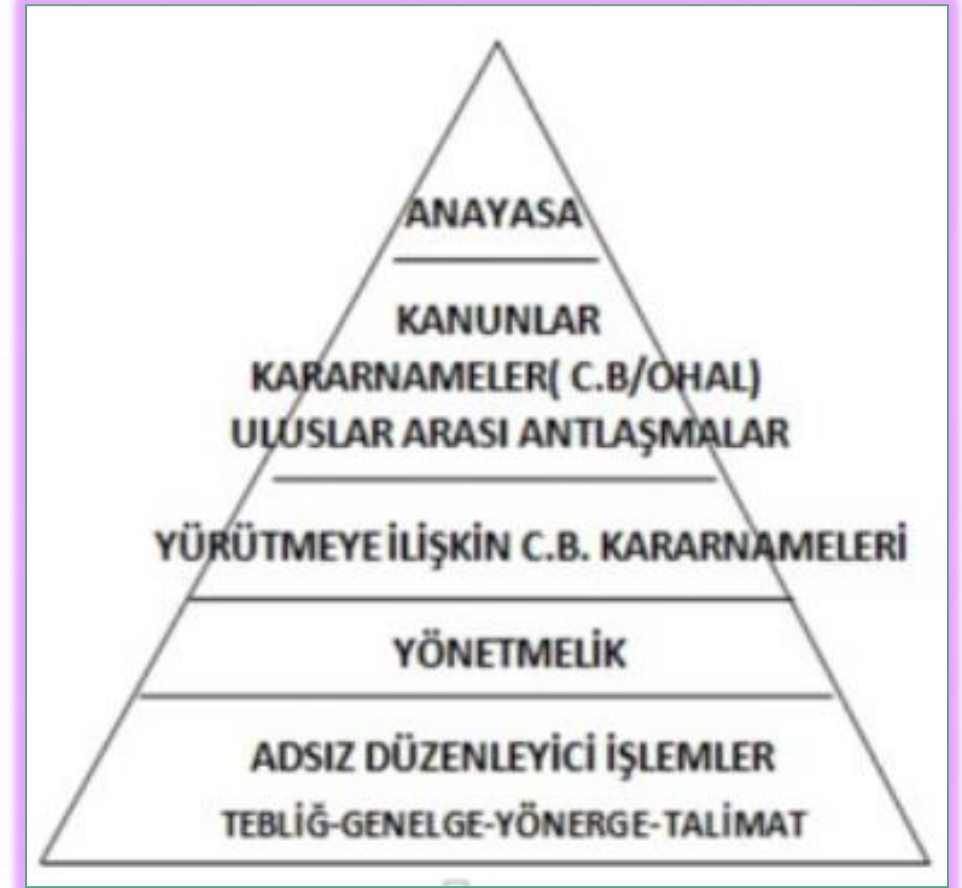 ANAYASA
KANUNLAR
KARARNAMELER( C.B/OHAL)
ULUSLAR ARASI ANTLAŞMALAR
YÜRÜTMEYE İLİŞKİN C.B. KARARNAMELERİ
YÖNETMELİK
ADSIZ DÜZENLEYİCİ İŞLEMLER
TEBLİĞ-GENELGE-YÖNERGE-TALİMAT